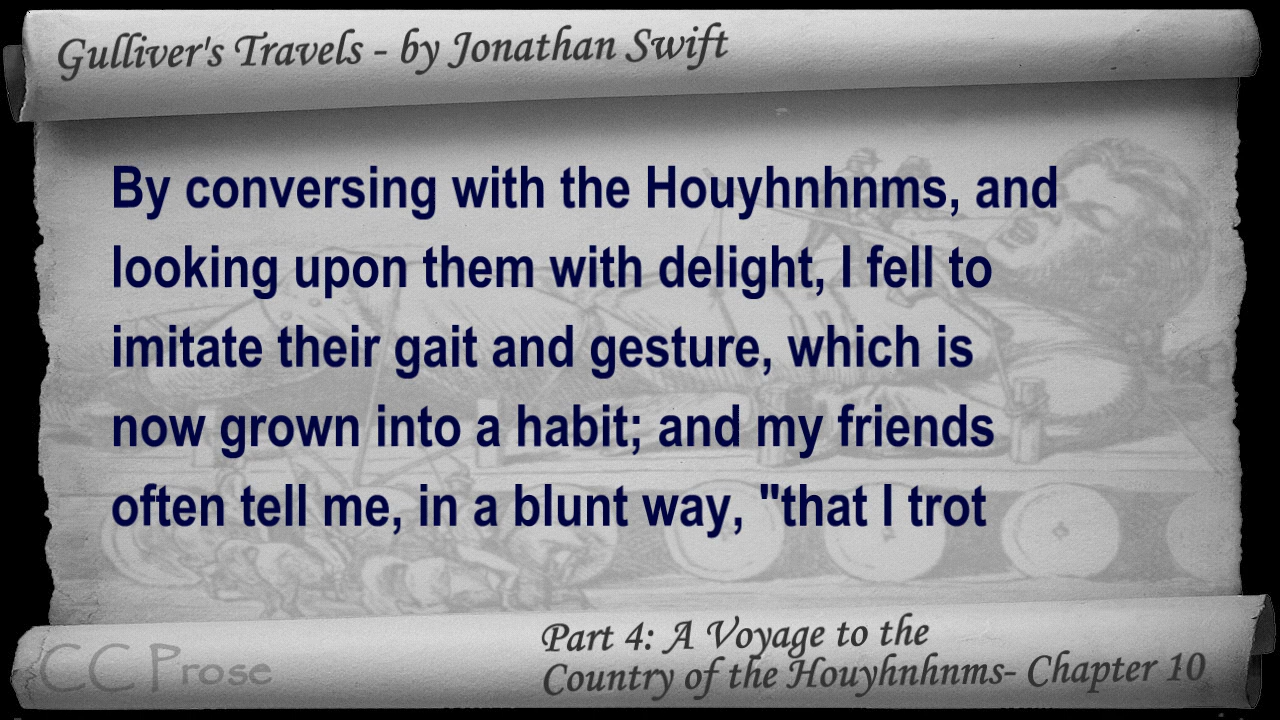 Gulliver's Travels - by Jonathan Swift
By conversing with the Houyhnhnms, and
looking upon them with delight, I fell to
imitate their gait and gesture, which is
now grown into a habit; and my friends
often tell me, in a blunt way, "that I trot
CC Prose
Part 4: A Voyage to the
Country of the Houyhnhnms- Chapter 10